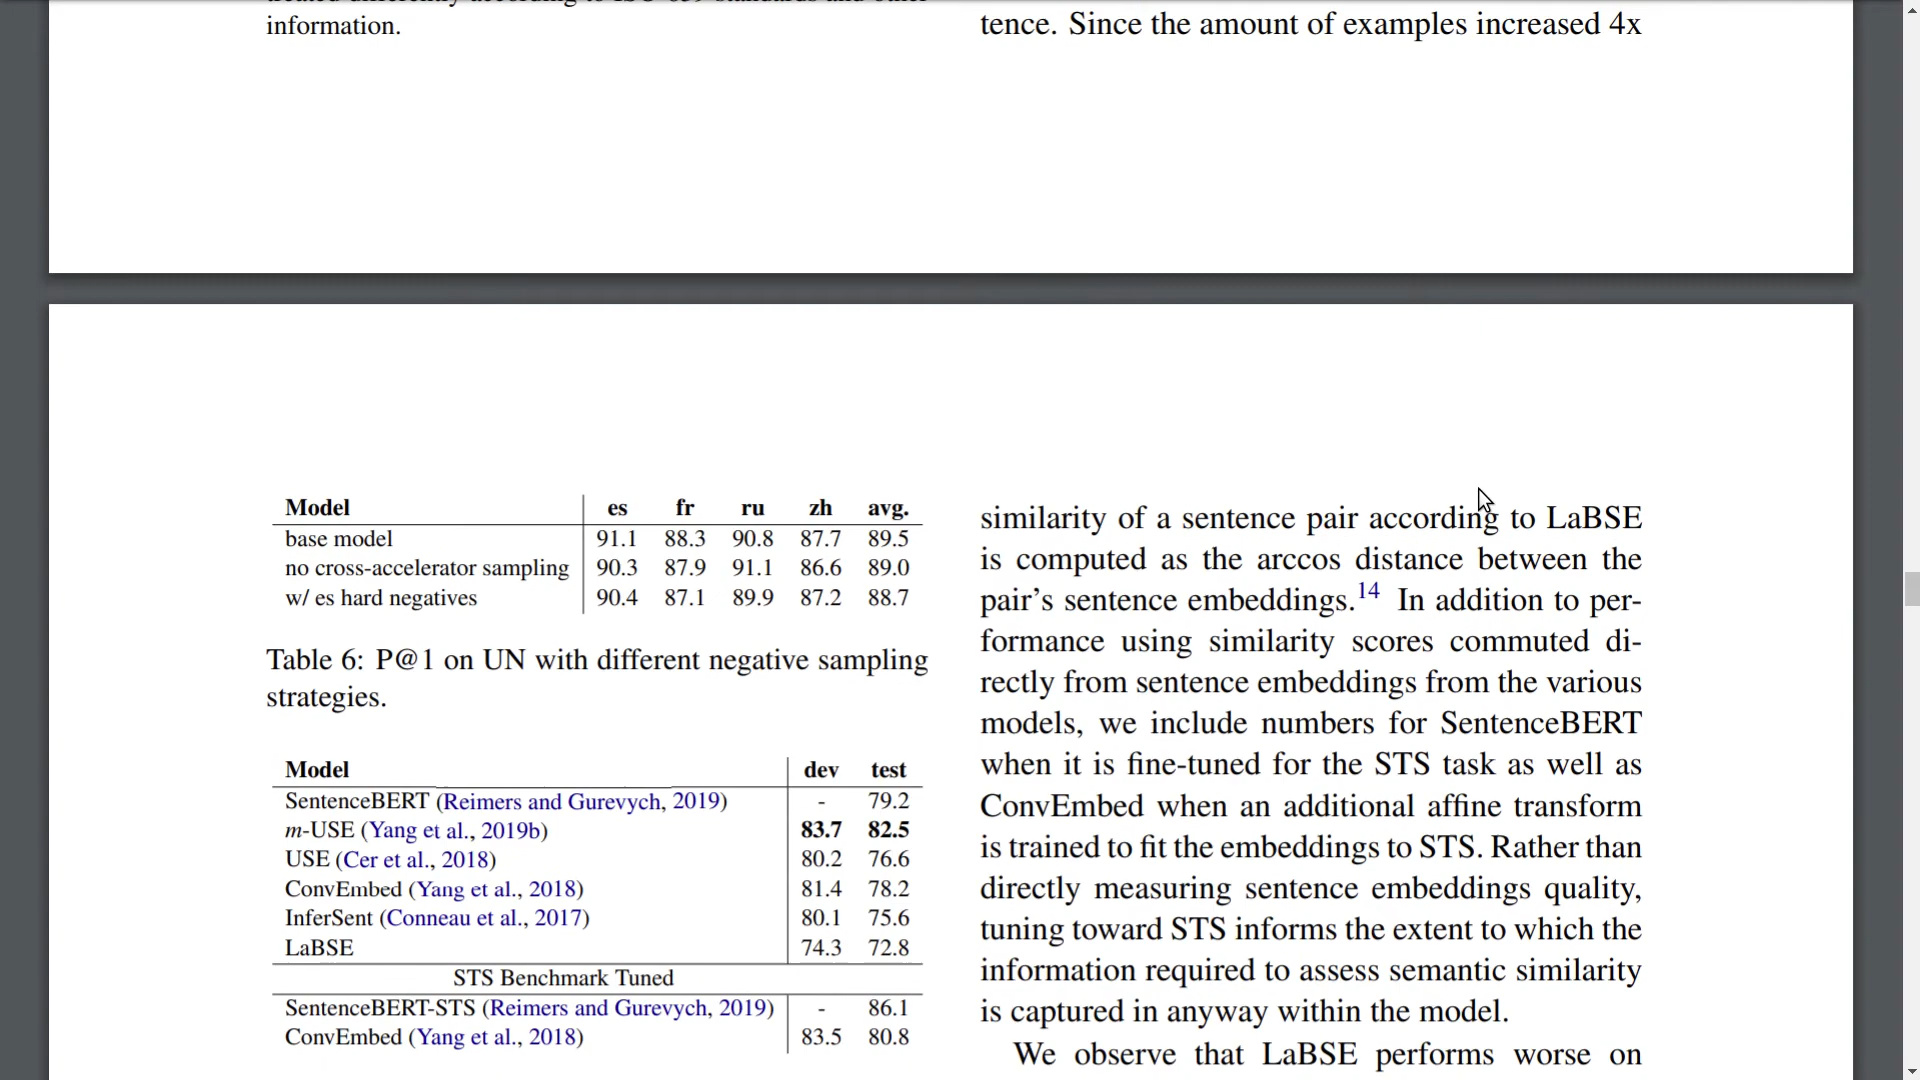 information.
tence. Since the amount of examples increased 4x
Model es fr ru zh avg.
base model 91.1 88.3 90.8 87.7 89.5
no cross-accelerator sampling 90.3 87.9 91.1 86.6 89.0
w/ es hard negatives 90.4 87.1 89.9 87.2 88.7
Table 6: P@1 on UN with different negative sampling
strategies.
Model dev test
SentenceBERT (Reimers and Gurevych, 2019) - 79.2
m-USE (Yang et al., 2019b) 83.7 82.5
USE (Cer et al., 2018) 80.2 76.6
ConvEmbed (Yang et al., 2018) 81.4 78.2
InferSent (Conneau et al., 2017) 80.1 75.6
LaBSE 74.3 72.8
STS Benchmark Tuned
SentenceBERT-STS (Reimers and Gurevych, 2019) - 86.1
ConvEmbed (Yang et al., 2018) 83.5 80.8
similarity of a sentence pair according to LaBSE
is computed as the arccos distance between the
pair's sentence embeddings.14 In addition to per-
formance using similarity scores commuted di-
rectly from sentence embeddings from the various
models, we include numbers for SentenceBERT
when it is fine-tuned for the STS task as well as
ConvEmbed when an additional affine transform
is trained to fit the embeddings to STS. Rather than
directly measuring sentence embeddings quality,
tuning toward STS informs the extent to which the
information required to assess semantic similarity
is captured in anyway within the model.
We observe that LaBSE performs worse on